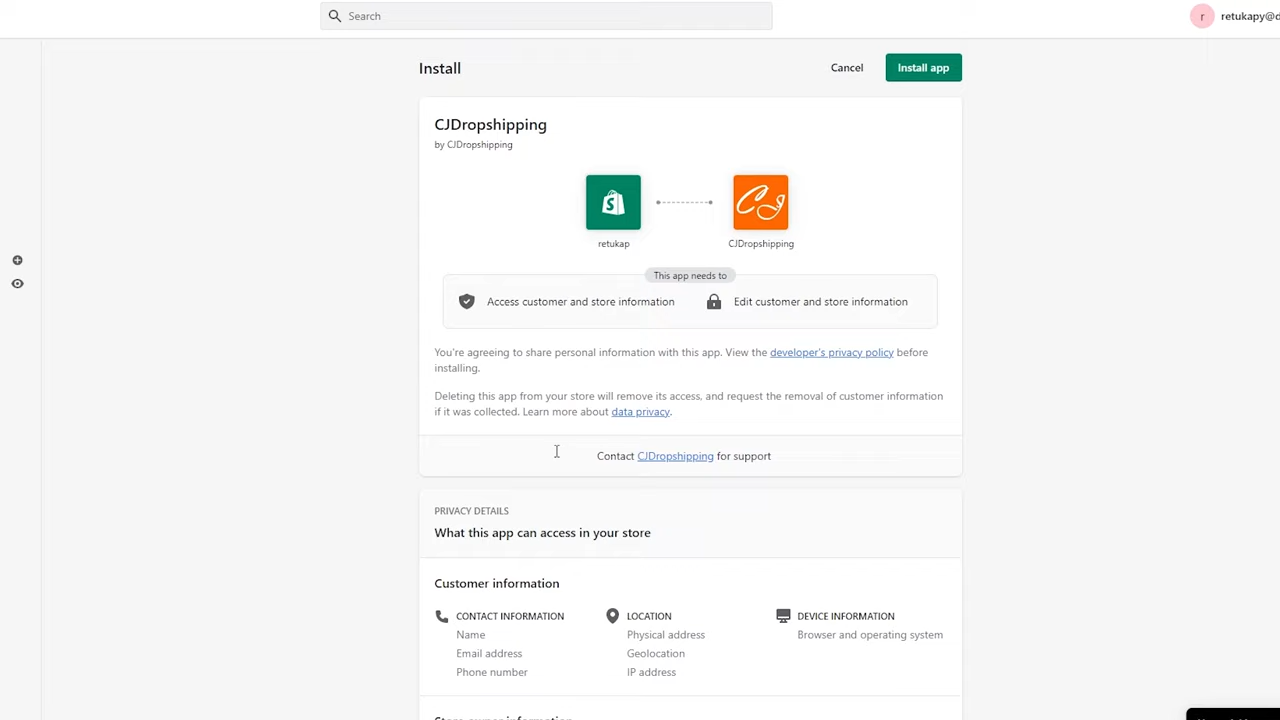 Search
r
retukapy@d
Install
Cancel
Install app
CJDropshipping
by CJDropshipping
S
CJ
retukap
CJDropshipping
This app needs to
Access customer and store information
Edit customer and store information
You're agreeing to share personal information with this app. View the developer's privacy policy before
installing.
Deleting this app from your store will remove its access, and request the removal of customer information
if it was collected. Learn more about data privacy.
Contact CJDropshipping for support
PRIVACY DETAILS
What this app can access in your store
Customer information
CONTACT INFORMATION
Name
Email address
Phone number
LOCATION
Physical address
Geolocation
IP address
DEVICE INFORMATION
Browser and operating system